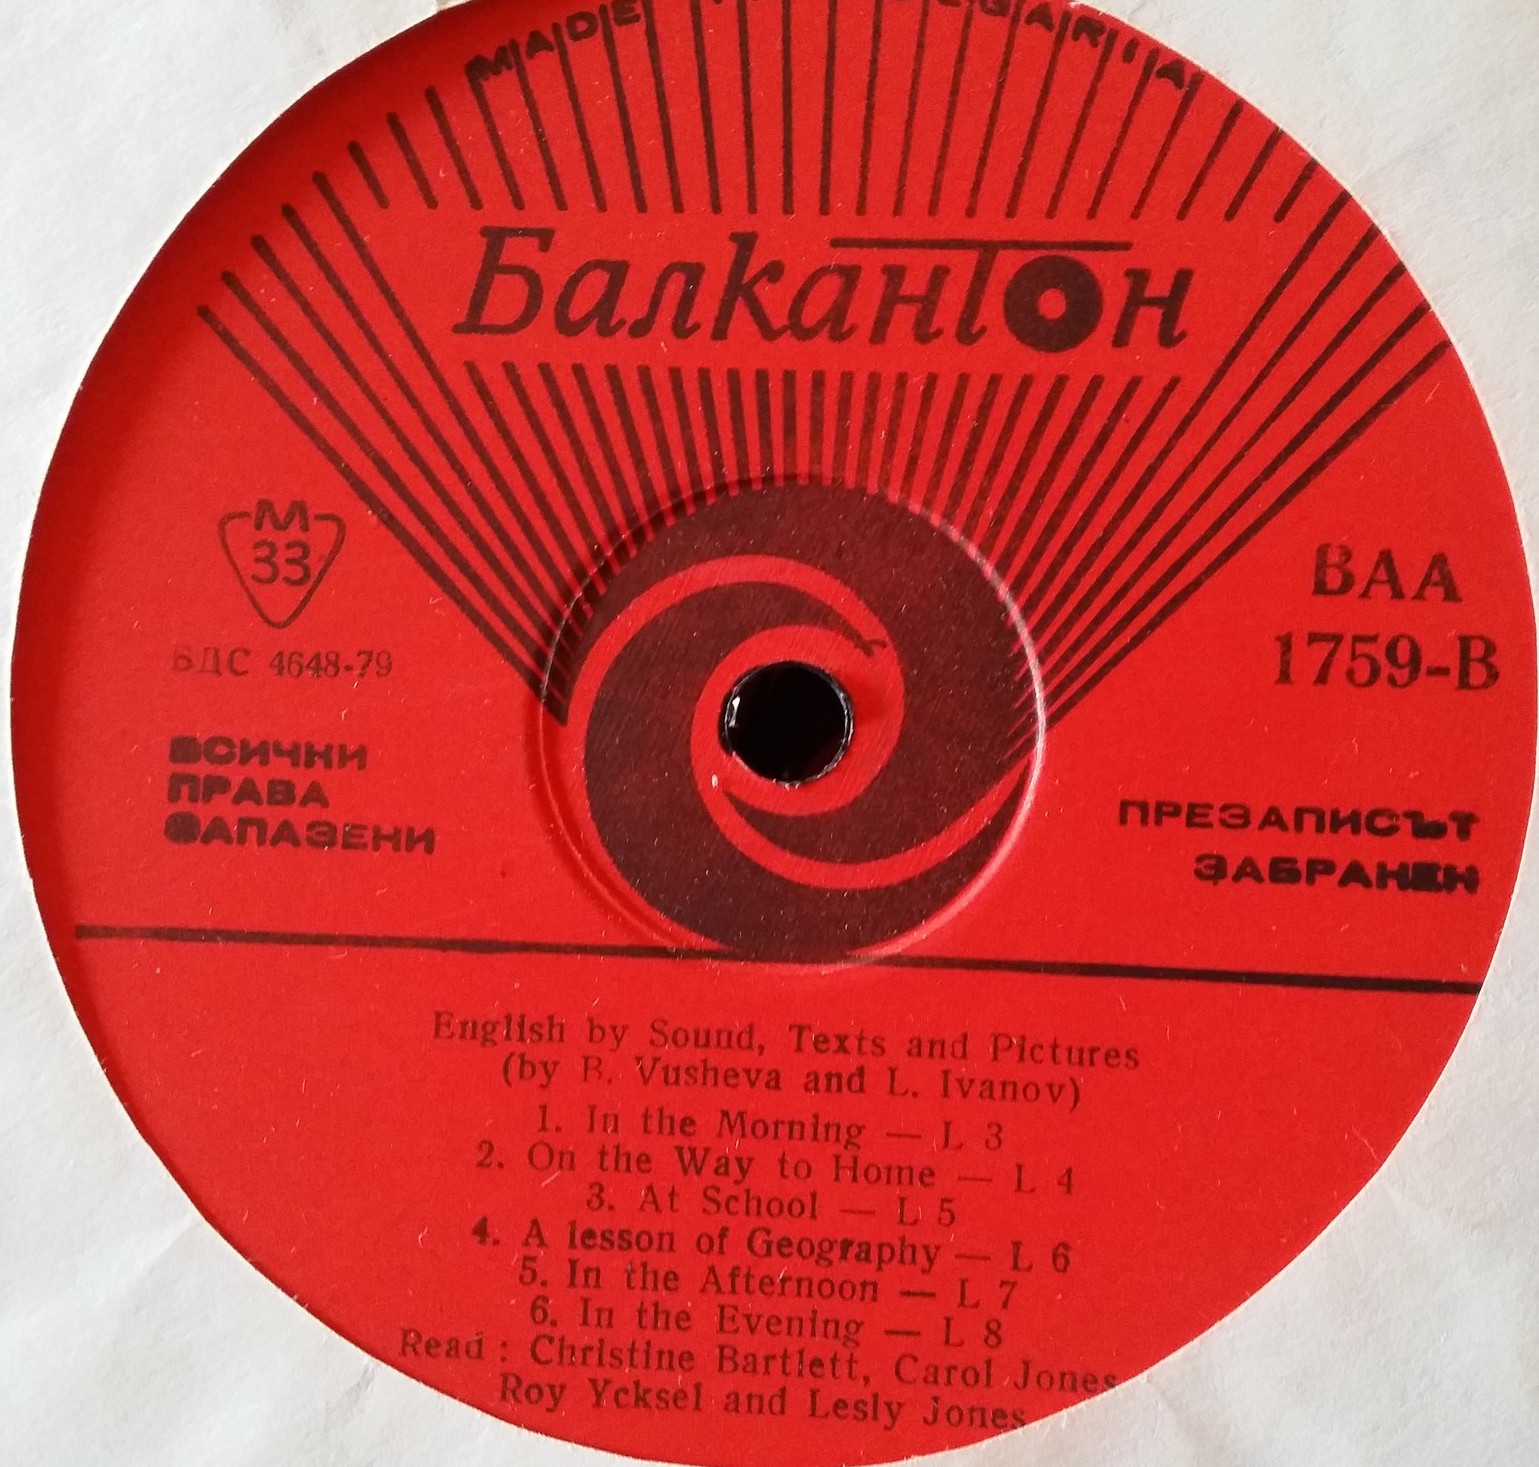 MADE IN BULGARIA
Балкантон
М
33
БДС 4648-79
ВСИЧКИ
ПРАВА
ЗАПАЗЕНИ
ВАА
1759-В
ПРЕЗАПИСЪТ
ЗАБРАНЕН
English by Sound, Texts and Pictures
(by B. Vusheva and L. Ivanov)
1. In the Morning — L 3
2. On the Way to Home — L 4
3. At School — L 5
4. A lesson of Geography — L 6
5. In the Afternoon — L 7
6. In the Evening — L 8
Read : Christine Bartlett, Carol Jones
Roy Ycksel and Lesly Jones